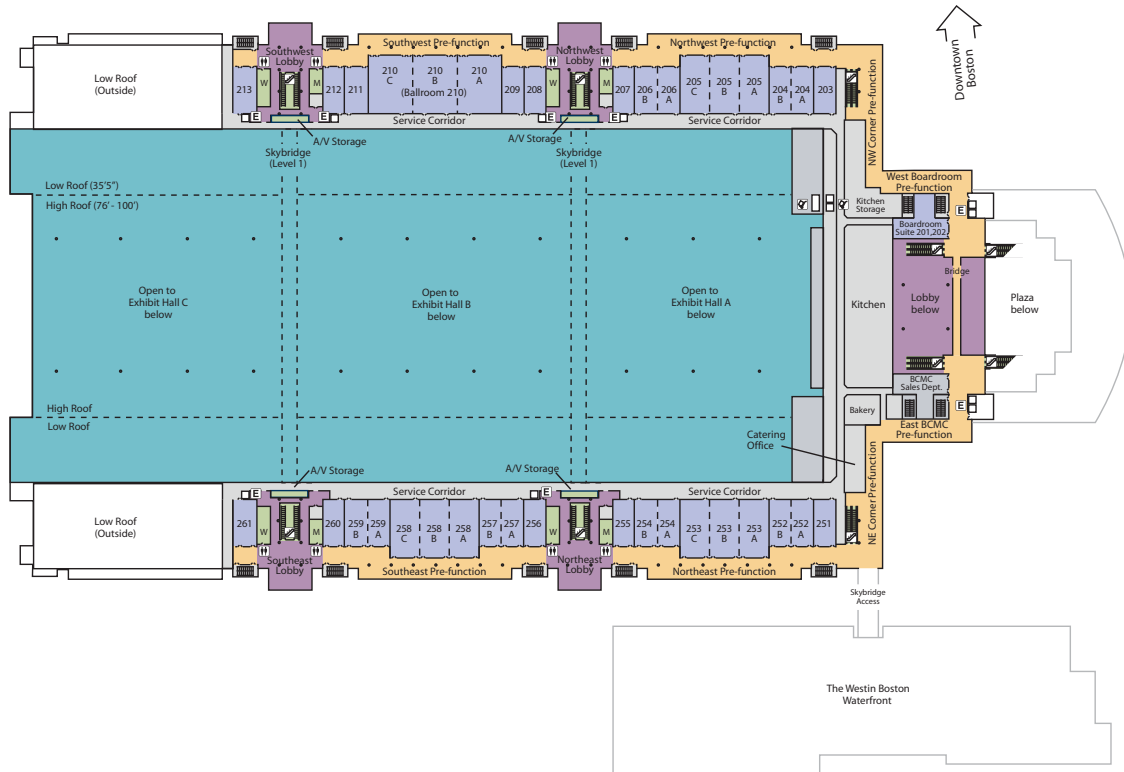 Downtown
Boston
Southwest Pre-function
Northwest Pre-function
Southwest
Lobby
Northwest
Lobby
Low Roof
(Outside)
213
W
M
212
211
210
C
210
B
210
A
(Ballroom 210)
209
208
W
M
207
206
B
206
A
205
C
205
B
205
A
204
B
204
A
203
E
E
Service Corridor
E
E
Service Corridor
A/V Storage
A/V Storage
NW Corner Pre-function
Skybridge
(Level 1)
Skybridge
(Level 1)
West Boardroom
Pre-function
Low Roof (35'5")
High Roof (76' - 100')
Kitchen
Storage
E
Boardroom
Suite 201,202
Bridge
Open to
Exhibit Hall C
below
Open to
Exhibit Hall B
below
Open to
Exhibit Hall A
below
Kitchen
Lobby
below
Plaza
below
BCMC
Sales Dept.
High Roof
Low Roof
Bakery
E
East BCMC
Pre-function
Catering
Office
A/V Storage
A/V Storage
NE Corner Pre-function
E
Service Corridor
E
Service Corridor
Low Roof
(Outside)
261
W
M
260
259
B
259
A
258
C
258
B
258
A
257
B
257
A
256
W
M
255
254
B
254
A
253
C
253
B
253
A
252
B
252
A
251
Southeast
Lobby
Southeast Pre-function
Northeast
Lobby
Northeast Pre-function
Skybridge
Access
The Westin Boston
Waterfront